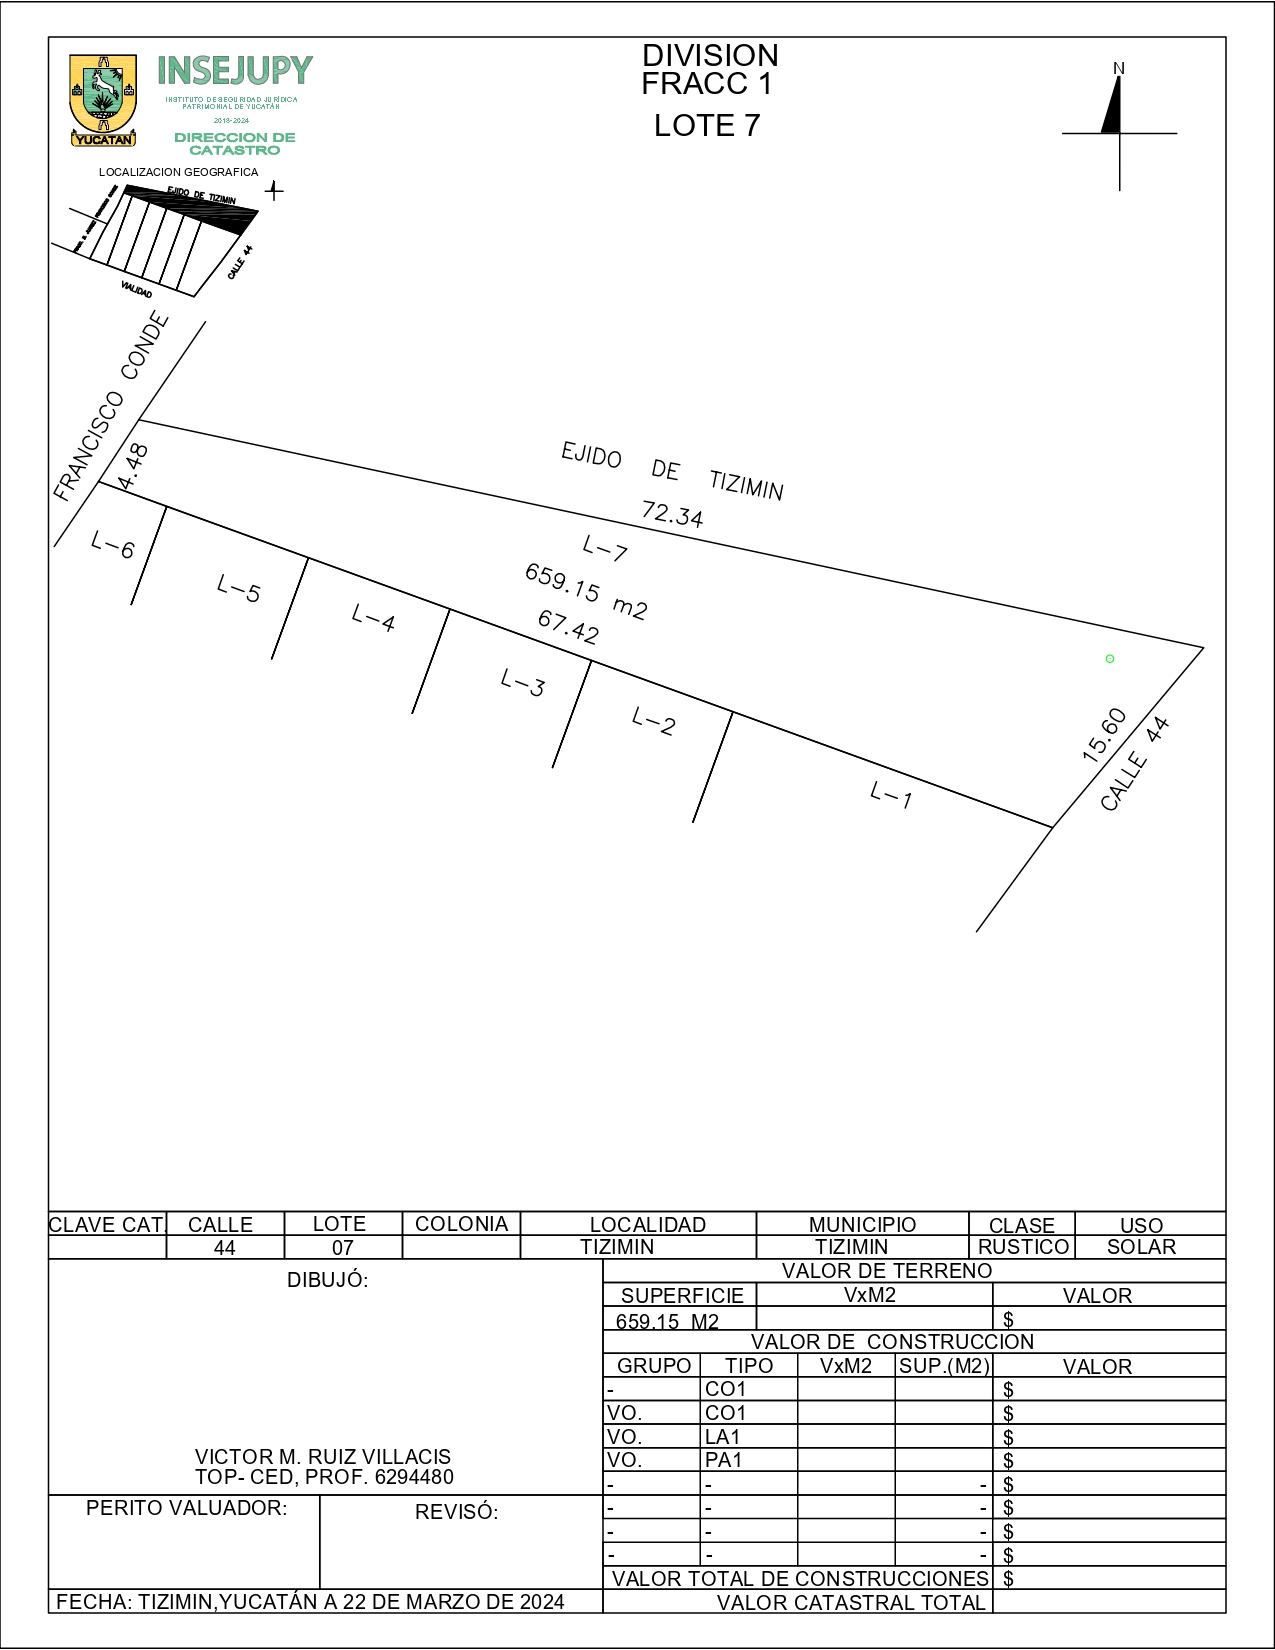 DIVISION
FRACC 1
LOTE 7
N
YUCATAN
INSEJUPY
INSTITUTO DE SEGURIDAD JURÍDICA
PATRIMONIAL DE YUCATÁN
2018-2024
DIRECCION DE
CATASTRO
LOCALIZACION GEOGRAFICA
EJIDO DE TIZIMIN
CALLE 44
VIALIDAD
FRANCISCO CONDE
4.48
EJIDO DE TIZIMIN
72.34
L-7
659.15 m2
67.42
L-6
L-5
L-4
L-3
L-2
L-1
15.60
CALLE 44
CLAVE CAT. CALLE LOTE COLONIA LOCALIDAD MUNICIPIO CLASE USO
44 07 TIZIMIN TIZIMIN RUSTICO SOLAR
DIBUJÓ:
VICTOR M. RUIZ VILLACIS
TOP- CED, PROF. 6294480
PERITO VALUADOR: REVISÓ:
FECHA: TIZIMIN,YUCATÁN A 22 DE MARZO DE 2024
VALOR DE TERRENO
SUPERFICIE VxM2 VALOR
659.15 M2 $
VALOR DE CONSTRUCCION
GRUPO TIPO VxM2 SUP.(M2) VALOR
- CO1 $
VO. CO1 $
VO. LA1 $
VO. PA1 $
- - - $
- - - $
- - - $
- - - $
VALOR TOTAL DE CONSTRUCCIONES $
VALOR CATASTRAL TOTAL